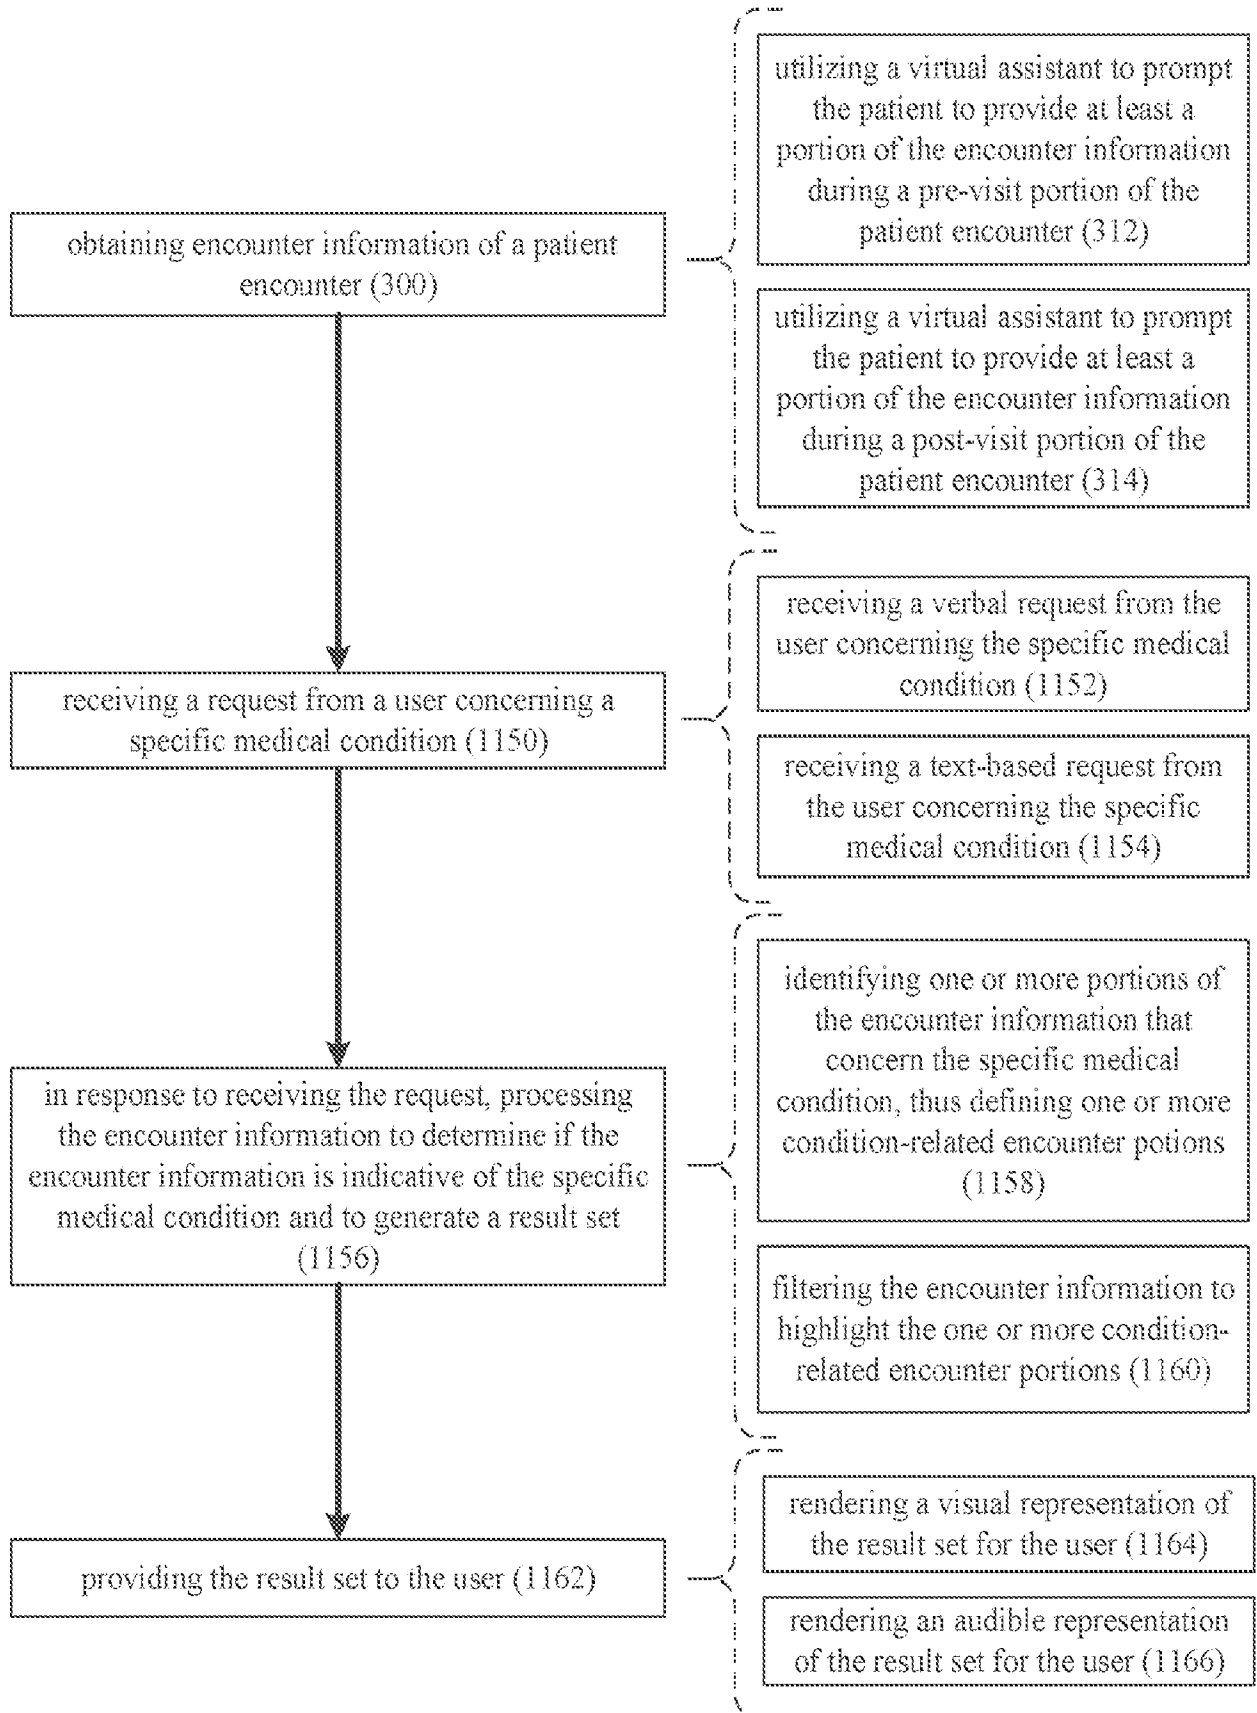 utilizing a virtual assistant to prompt
the patient to provide at least a
portion of the encounter information
during a pre-visit portion of the
patient encounter (312)
obtaining encounter information of a patient
encounter (300)
utilizing a virtual assistant to prompt
the patient to provide at least a
portion of the encounter information
during a post-visit portion of the
patient encounter (314)
receiving a verbal request from the
user concerning the specific medical
condition (1152)
receiving a request from a user concerning a
specific medical condition (1150)
receiving a text-based request from
the user concerning the specific
medical condition (1154)
identifying one or more portions of
the encounter information that
concern the specific medical
condition, thus defining one or more
condition-related encounter potions
(1158)
in response to receiving the request, processing
the encounter information to determine if the
encounter information is indicative of the specific
medical condition and to generate a result set
(1156)
filtering the encounter information to
highlight the one or more condition-
related encounter portions (1160)
rendering a visual representation of
the result set for the user (1164)
providing the result set to the user (1162)
rendering an audible representation
of the result set for the user (1166)